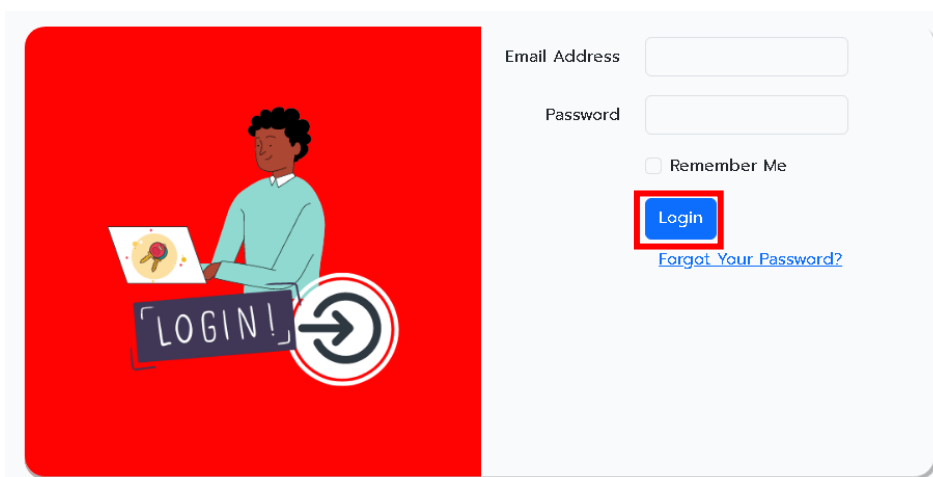 Email Address
Password
Remember Me
Login
Forgot Your Password?
LOGIN!